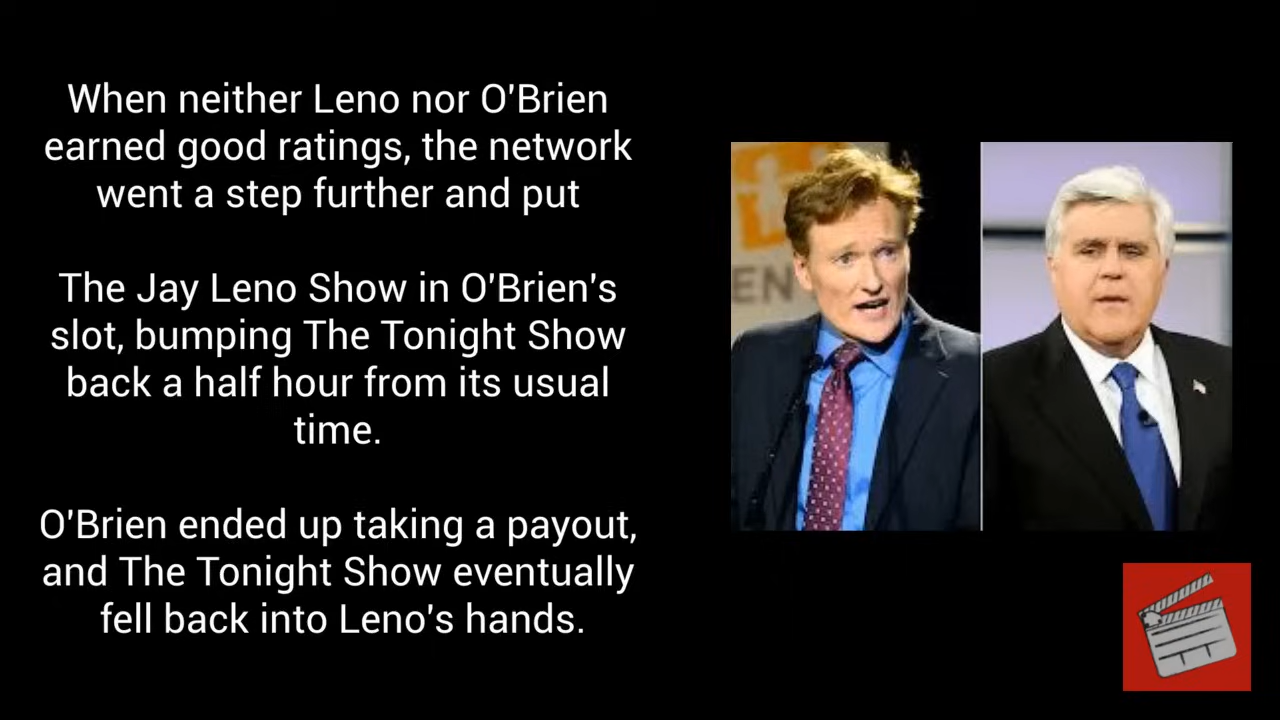 When neither Leno nor O'Brien
earned good ratings, the network
went a step further and put
The Jay Leno Show in O'Brien's
slot, bumping The Tonight Show
back a half hour from its usual
time.
O'Brien ended up taking a payout,
and The Tonight Show eventually
fell back into Leno's hands.
EN